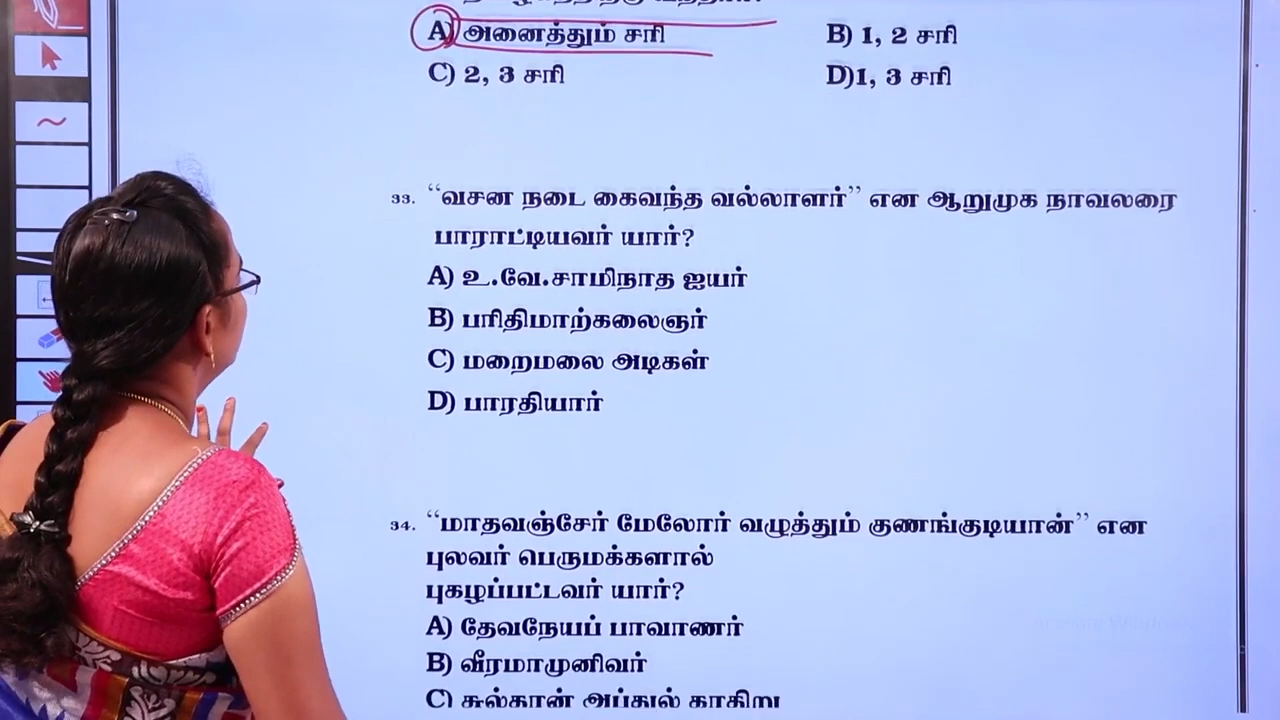 A) அனைத்தும் சரி
B) 1, 2 சரி
C) 2, 3 சரி
D)1, 3 சரி
33. “வசன நடை கைவந்த வல்லாளர்” என ஆறுமுக நாவலரை
பாராட்டியவர் யார்?
A) உ.வே.சாமிநாத ஐயர்
B) பரிதிமாற்கலைஞர்
C) மறைமலை அடிகள்
D) பாரதியார்
34. “மாதவஞ்சேர் மேலோர் வழுத்தும் குணங்குடியான்” என
புலவர் பெருமக்களால்
புகழப்பட்டவர் யார்?
A) தேவநேயப் பாவாணர்
B) வீரமாமுனிவர்
C)